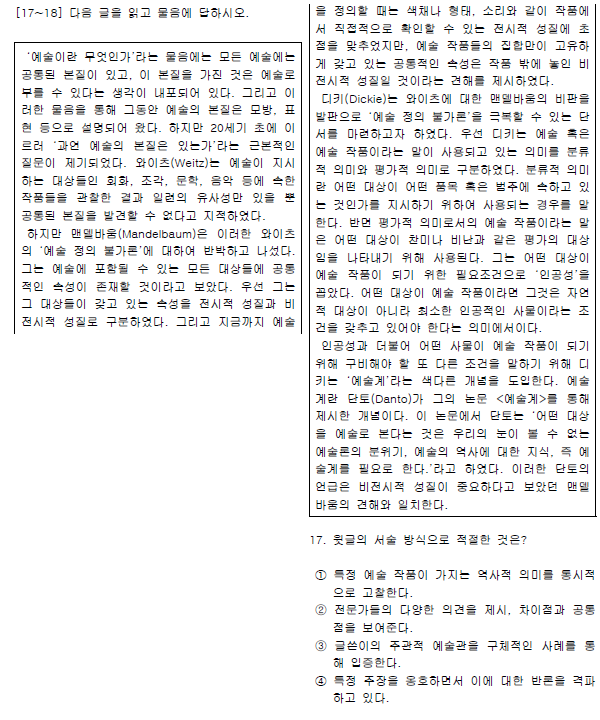 [17~18] 다음 글을 읽고 물음에 답하시오.
'예술이란 무엇인가'라는 물음에는 모든 예술에는
공통된 본질이 있고, 이 본질을 가진 것은 예술로
부를 수 있다는 생각이 내포되어 있다. 그리고 이
러한 물음을 통해 그동안 예술의 본질은 모방, 표
현 등으로 설명되어 왔다. 하지만 20세기 초에 이
르러 '과연 예술의 본질은 있는가'라는 근본적인
질문이 제기되었다. 와이츠(Weitz)는 예술이 지시
하는 대상들인 회화, 조각, 문학, 음악 등에 속한
작품들을 관찰한 결과 일련의 유사성만 있을 뿐
공통된 본질을 발견할 수 없다고 지적하였다.
하지만 맨델바움(Mandelbaum)은 이러한 와이츠
의 '예술 정의 불가론'에 대하여 반박하고 나섰다.
그는 예술에 포함될 수 있는 모든 대상들에 공통
적인 속성이 존재할 것이라고 보았다. 우선 그는
그 대상들이 갖고 있는 속성을 전시적 성질과 비
전시적 성질로 구분하였다. 그리고 지금까지 예술
을 정의할 때는 색채나 형태, 소리와 같이 작품에
서 직접적으로 확인할 수 있는 전시적 성질에 초
점을 맞추었지만, 예술 작품들의 집합만이 고유하
게 갖고 있는 공통적인 속성은 작품 밖에 놓인 비
전시적 성질일 것이라는 견해를 제시하였다.
디키(Dickie)는 와이츠에 대한 맨델바움의 비판을
발판으로 '예술 정의 불가론'을 극복할 수 있는 단
서를 마련하고자 하였다. 우선 디키는 예술 혹은
예술 작품이라는 말이 사용되고 있는 의미를 분류
적 의미와 평가적 의미로 구분하였다. 분류적 의미
란 어떤 대상이 어떤 품목 혹은 범주에 속하고 있
는 것인가를 지시하기 위하여 사용되는 경우를 말
한다. 반면 평가적 의미로서의 예술 작품이라는 말
은 어떤 대상이 찬미나 비난과 같은 평가의 대상
임을 나타내기 위해 사용된다. 그는 어떤 대상이
예술 작품이 되기 위한 필요조건으로 '인공성'을
꼽았다. 어떤 대상이 예술 작품이라면 그것은 자연
적 대상이 아니라 최소한 인공적인 사물이라는 조
건을 갖추고 있어야 한다는 의미에서이다.
인공성과 더불어 어떤 사물이 예술 작품이 되기
위해 구비해야 할 또 다른 조건을 말하기 위해 디
키는 '예술계'라는 색다른 개념을 도입한다. 예술
계란 단토(Danto)가 그의 논문 <예술계>를 통해
제시한 개념이다. 이 논문에서 단토는 '어떤 대상
을 예술로 본다는 것은 우리의 눈이 볼 수 없는
예술론의 분위기, 예술의 역사에 대한 지식, 즉 예
술계를 필요로 한다.'라고 하였다. 이러한 단토의
언급은 비전시적 성질이 중요하다고 보았던 맨델
바움의 견해와 일치한다.
17. 윗글의 서술 방식으로 적절한 것은?
① 특정 예술 작품이 가지는 역사적 의미를 통시적
으로 고찰한다.
② 전문가들의 다양한 의견을 제시, 차이점과 공통
점을 보여준다.
③ 글쓴이의 주관적 예술관을 구체적인 사례를 통
해 입증한다.
④ 특정 주장을 옹호하면서 이에 대한 반론을 격파
하고 있다.